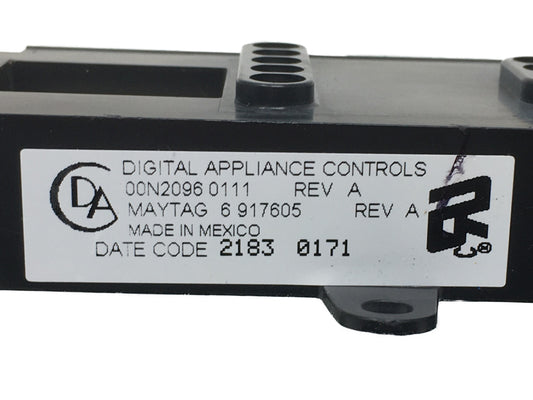 DIGITAL APPLIANCE CONTROLS
00N2096 0111 REV A
MAYTAG 6 917605 REV A
MADE IN MEXICO
DATE CODE 2183 0171